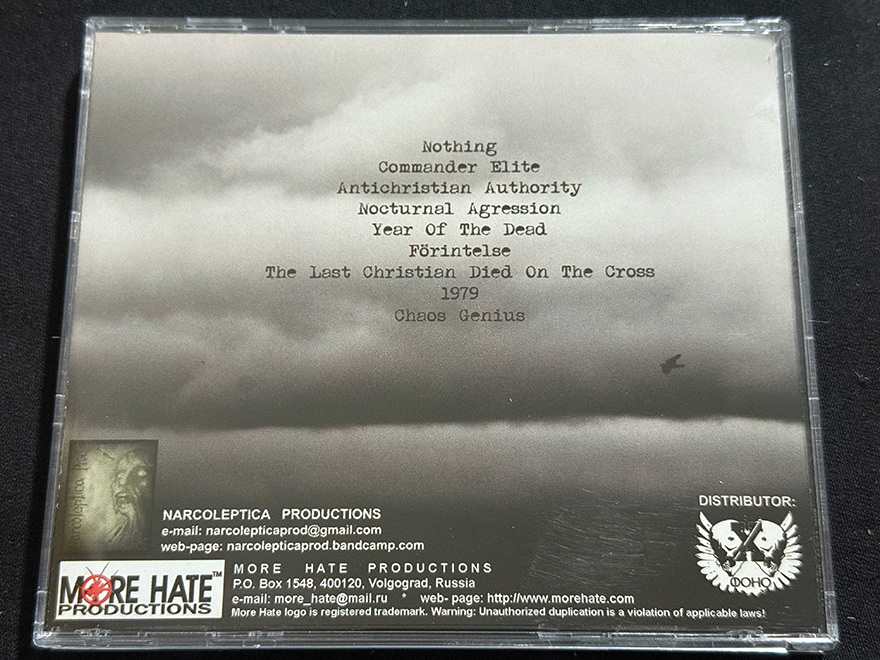 Nothing
Commander Elite
Antichristian Authority
Nocturnal Agression
Year Of The Dead
Förintelse
The Last Christian Died On The Cross
1979
Chaos Genius
narcoleptica
NARCOLEPTICA PRODUCTIONS
e-mail: narcolepticaprod@gmail.com
web-page: narcolepticaprod.bandcamp.com
DISTRIBUTOR:
ФОНО
MORE HATE™
PRODUCTIONS
MORE HATE PRODUCTIONS
P.O. Box 1548, 400120, Volgograd, Russia
e-mail: more_hate@mail.ru * web- page: http://www.morehate.com
More Hate logo is registered trademark. Warning: Unauthorized duplication is a violation of applicable laws!